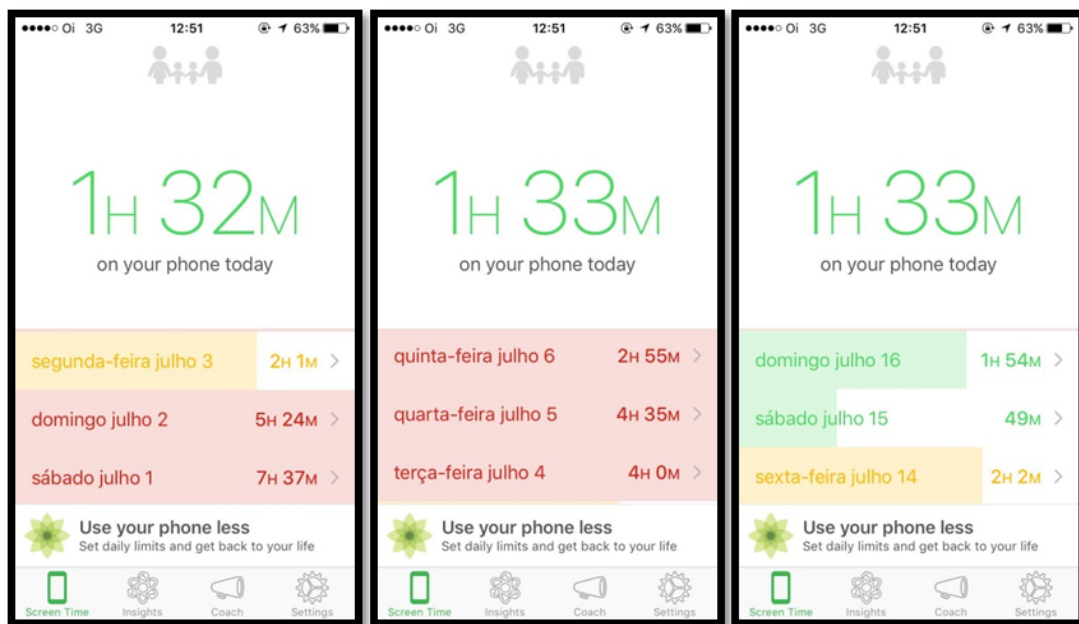 Oi 3G 12:51 63%
1H 32M
on your phone today
segunda-feira julho 3 2H 1M
domingo julho 2 5H 24M
sábado julho 1 7H 37M
Use your phone less
Set daily limits and get back to your life
Screen Time Insights Coach Settings
Oi 3G 12:51 63%
1H 33M
on your phone today
quinta-feira julho 6 2H 55M
quarta-feira julho 5 4H 35M
terça-feira julho 4 4H 0M
Use your phone less
Set daily limits and get back to your life
Screen Time Insights Coach Settings
Oi 3G 12:51 63%
1H 33M
on your phone today
domingo julho 16 1H 54M
sábado julho 15 49M
sexta-feira julho 14 2H 2M
Use your phone less
Set daily limits and get back to your life
Screen Time Insights Coach Settings